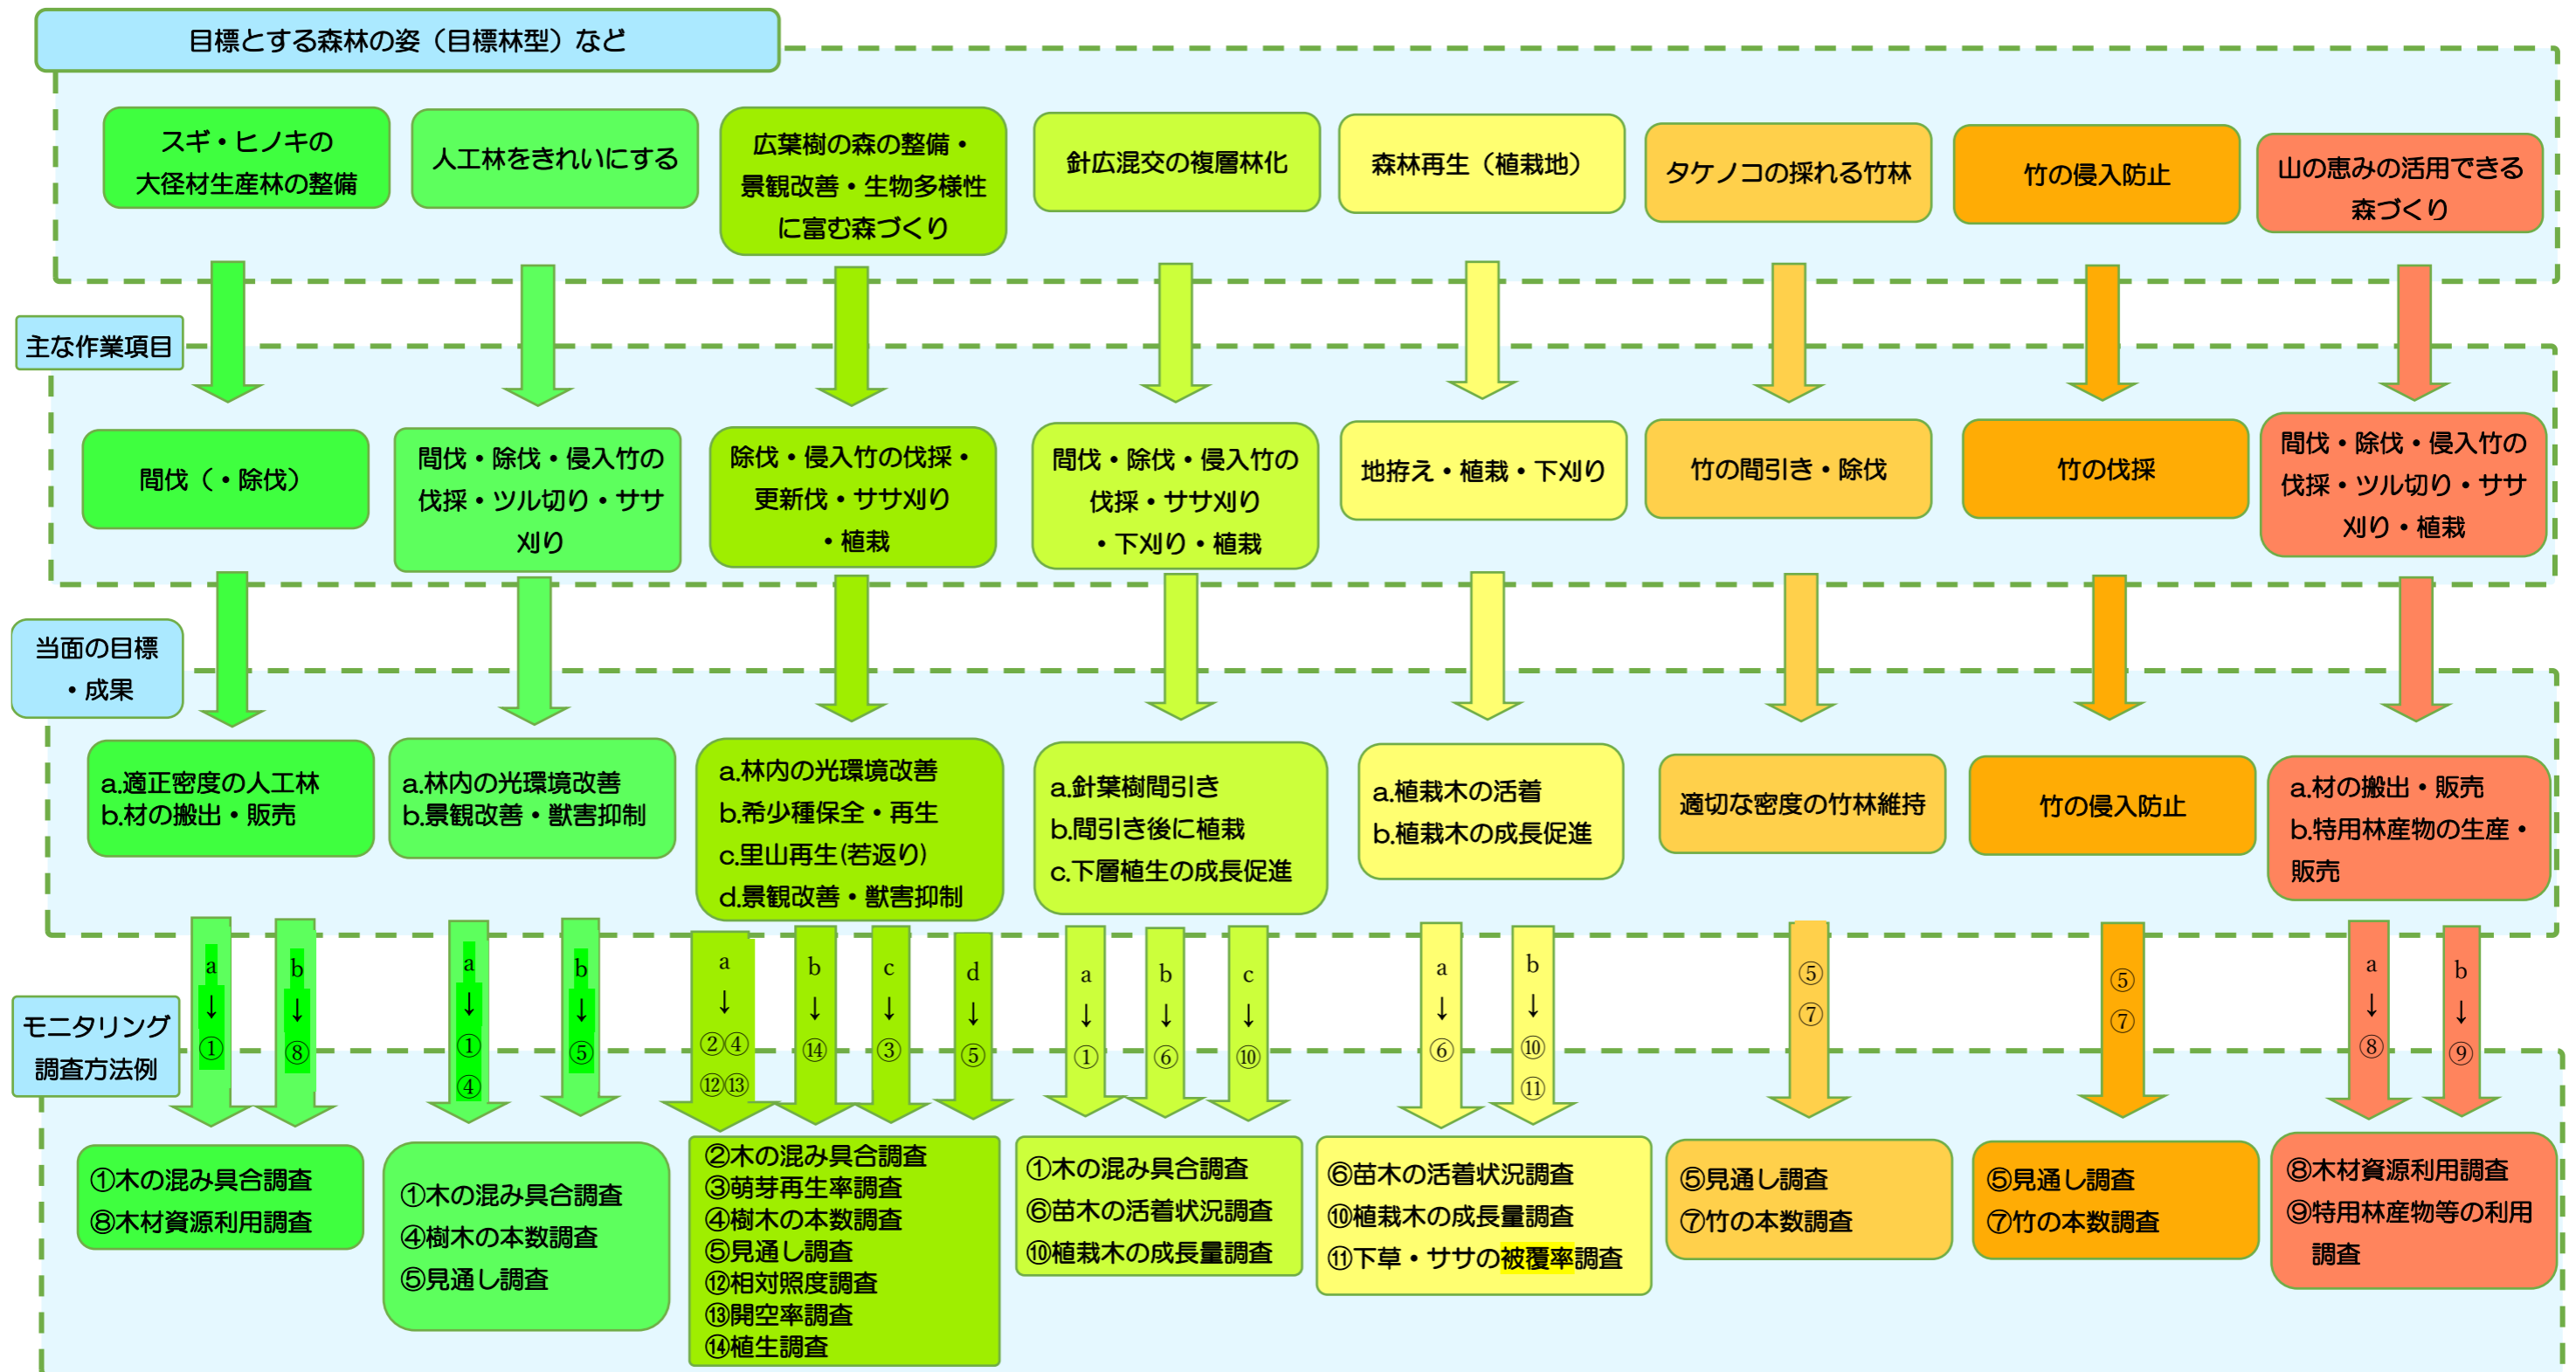 目標とする森林の姿（目標林型）など
スギ・ヒノキの
大径材生産林の整備
人工林をきれいにする
広葉樹の森の整備・
景観改善・生物多様性
に富む森づくり
針広混交の複層林化
森林再生（植栽地）
タケノコの採れる竹林
竹の侵入防止
山の恵みの活用できる
森づくり
主な作業項目
間伐（・除伐）
間伐・除伐・侵入竹の
伐採・ツル切り・ササ
刈り
除伐・侵入竹の伐採・
更新伐・ササ刈り
・植栽
間伐・除伐・侵入竹の
伐採・ササ刈り
・下刈り・植栽
地拵え・植栽・下刈り
竹の間引き・除伐
竹の伐採
間伐・除伐・侵入竹の
伐採・ツル切り・ササ
刈り・植栽
当面の目標
・成果
a.適正密度の人工林
b.材の搬出・販売
a.林内の光環境改善
b.景観改善・獣害抑制
a.林内の光環境改善
b.希少種保全・再生
c.里山再生(若返り)
d.景観改善・獣害抑制
a.針葉樹間引き
b.間引き後に植栽
c.下層植生の成長促進
a.植栽木の活着
b.植栽木の成長促進
適切な密度の竹林維持
竹の侵入防止
a.材の搬出・販売
b.特用林産物の生産・
販売
モニタリング
調査方法例
a
↓
①
b
↓
⑧
a
↓
①
④
b
↓
⑤
a
↓
②④
⑫⑬
b
↓
⑭
c
↓
③
d
↓
⑤
a
↓
①
b
↓
⑥
c
↓
⑩
a
↓
⑥
b
↓
⑩
⑪
⑤
⑦
⑤
⑦
a
↓
⑧
b
↓
⑨
①木の混み具合調査
⑧木材資源利用調査
①木の混み具合調査
④樹木の本数調査
⑤見通し調査
②木の混み具合調査
③萌芽再生率調査
④樹木の本数調査
⑤見通し調査
⑫相対照度調査
⑬開空率調査
⑭植生調査
①木の混み具合調査
⑥苗木の活着状況調査
⑩植栽木の成長量調査
⑥苗木の活着状況調査
⑩植栽木の成長量調査
⑪下草・ササの被覆率調査
⑤見通し調査
⑦竹の本数調査
⑤見通し調査
⑦竹の本数調査
⑧木材資源利用調査
⑨特用林産物等の利用
調査